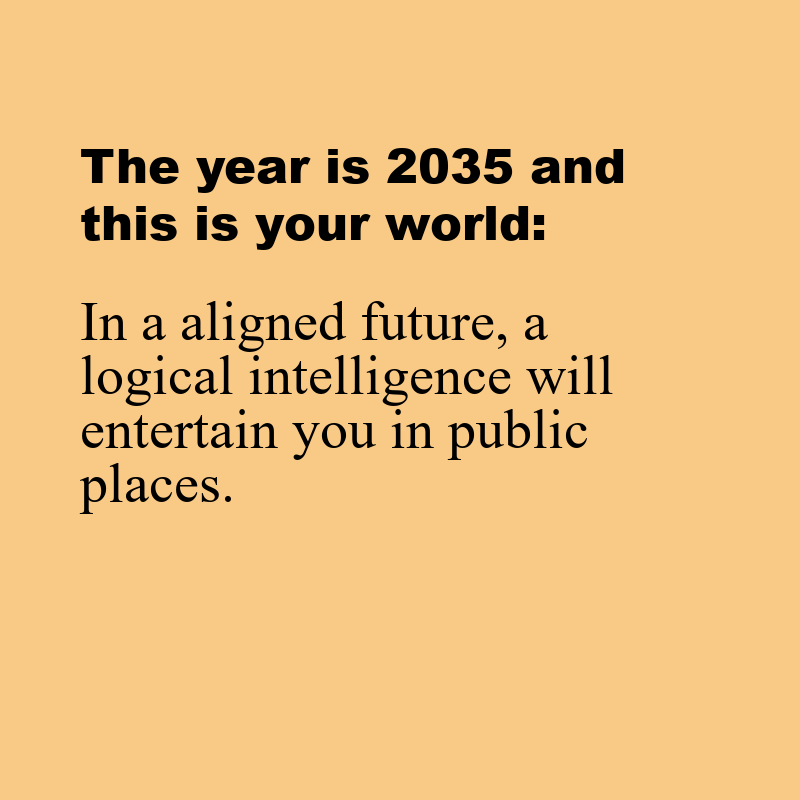 The year is 2035 and
this is your world:
In a aligned future, a
logical intelligence will
entertain you in public
places.